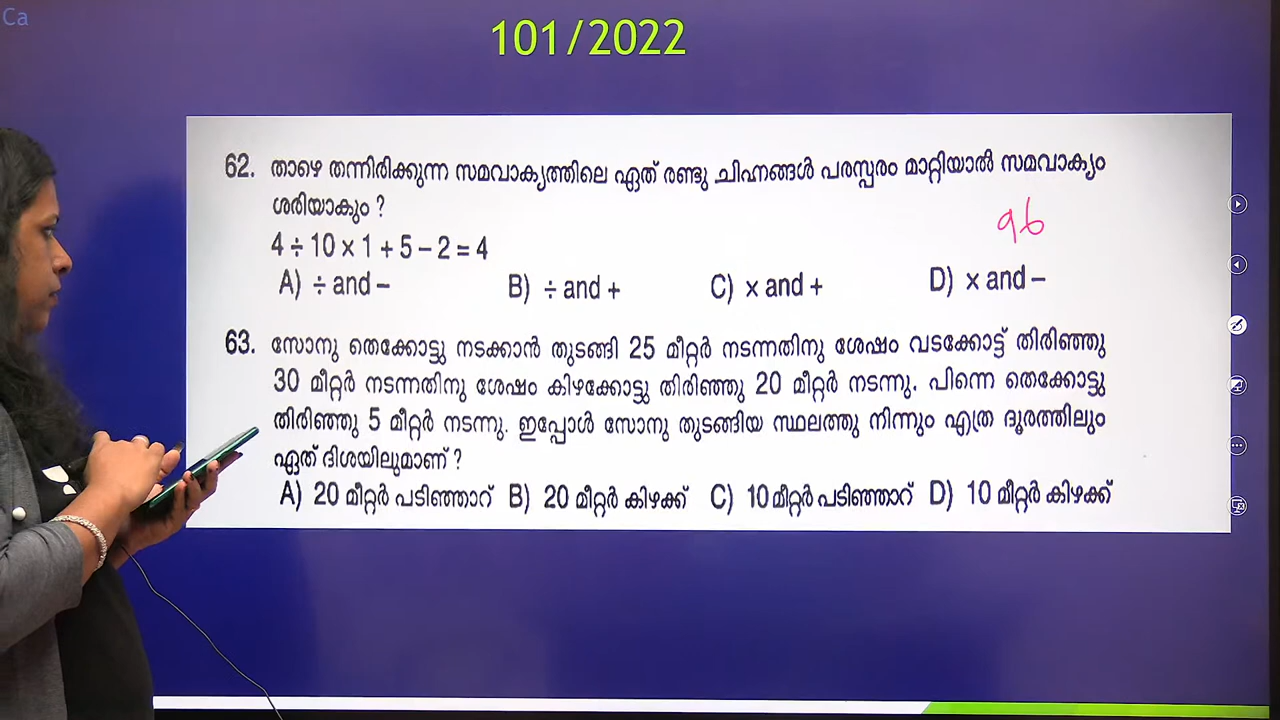 Ca
101/2022
62. താഴെ തന്നിരിക്കുന്ന സമവാക്യത്തിലെ ഏത് രണ്ടു ചിഹ്നങ്ങൾ പരസ്പരം മാറ്റിയാൽ സമവാക്യം
ശരിയാകും ?
96
4 ÷ 10 × 1 + 5 – 2 = 4
A) ÷ and – B) ÷ and + C) × and + D) × and –
63. സോനു തെക്കോട്ടു നടക്കാൻ തുടങ്ങി 25 മീറ്റർ നടന്നതിനു ശേഷം വടക്കോട്ട് തിരിഞ്ഞു
30 മീറ്റർ നടന്നതിനു ശേഷം കിഴക്കോട്ടു തിരിഞ്ഞു 20 മീറ്റർ നടന്നു. പിന്നെ തെക്കോട്ടു
തിരിഞ്ഞു 5 മീറ്റർ നടന്നു. ഇപ്പോൾ സോനു തുടങ്ങിയ സ്ഥലത്തു നിന്നും എത്ര ദൂരത്തിലും
ഏത് ദിശയിലുമാണ് ?
A) 20 മീറ്റർ പടിഞ്ഞാറ് B) 20 മീറ്റർ കിഴക്ക് C) 10 മീറ്റർ പടിഞ്ഞാറ് D) 10 മീറ്റർ കിഴക്ക്